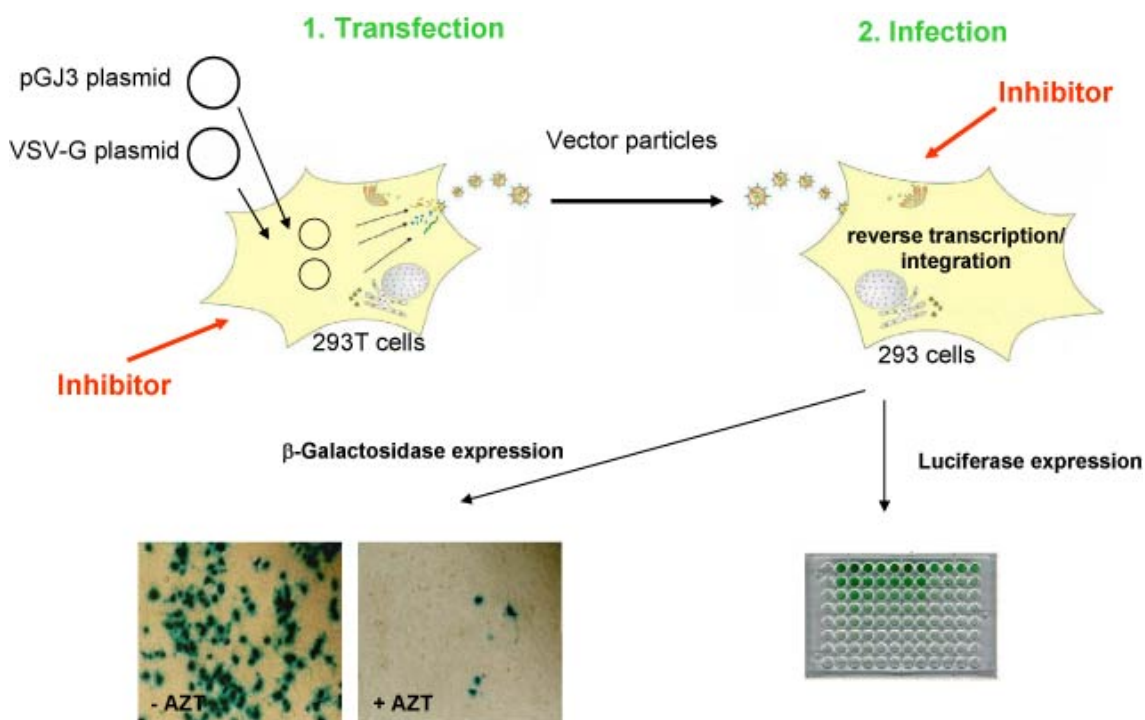 1. Transfection
2. Infection
pGJ3 plasmid
VSV-G plasmid
Inhibitor
Vector particles
reverse transcription/
integration
293T cells
293 cells
Inhibitor
β-Galactosidase expression
Luciferase expression
- AZT
+ AZT